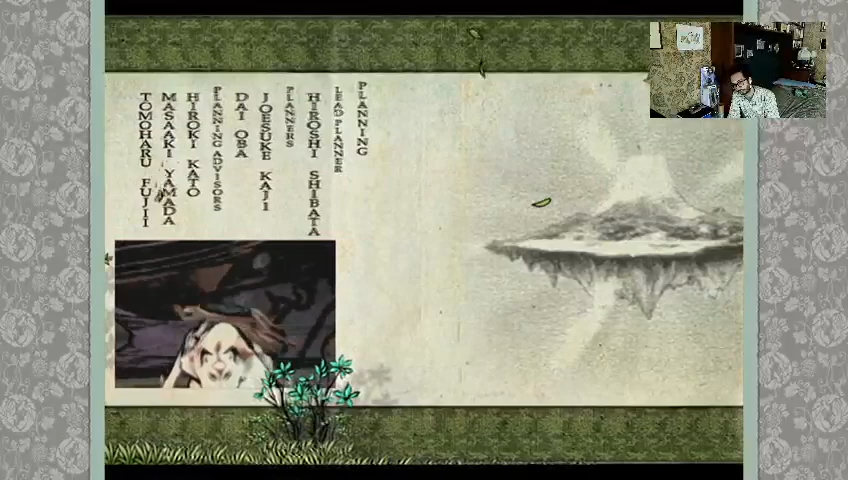 PLANNING
LEAD PLANNER
HIROSHI SHIBATA
PLANNERS
JOESUKE KAJI
DAI OBA
PLANNING ADVISORS
HIROKI KATO
MASAAKI YAMADA
TOMOHARU FUJII